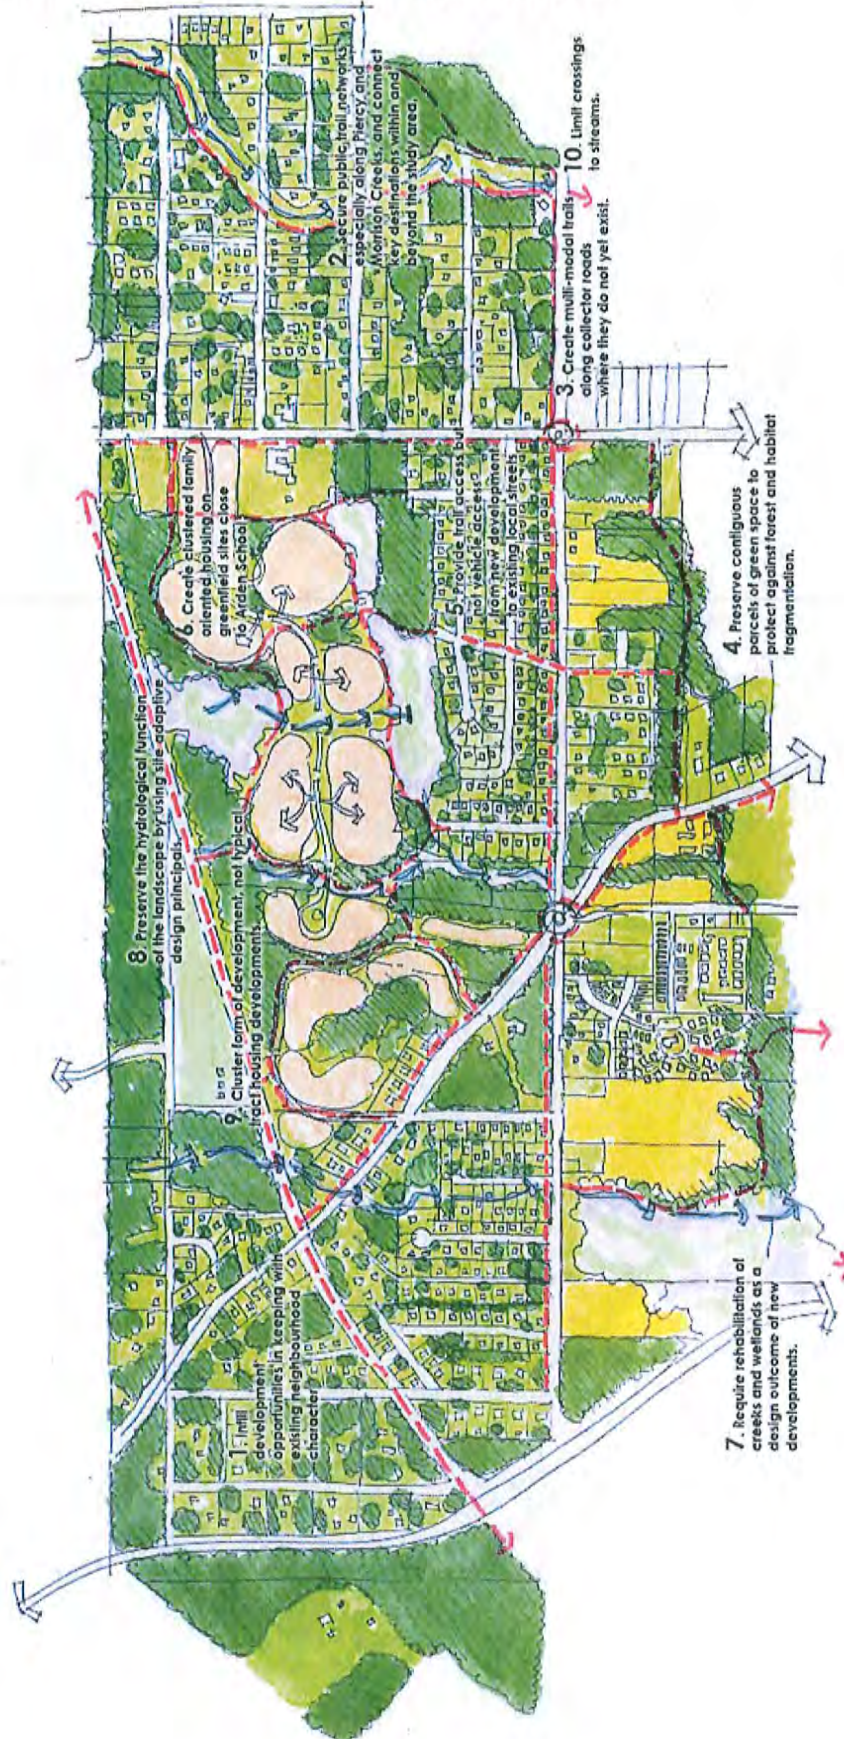 1. Infill
development
opportunities in keeping with
existing neighbourhood
character
2. Secure public trail networks
especially along Piercy and
Morrison Creeks, and connect
key destinations within and
beyond the study area.
3. Create multi-modal trails
along collector roads
where they do not yet exist.
4. Preserve contiguous
parcels of green space to
protect against forest and habitat
fragmentation.
5. Provide trail access but
not vehicle access
from new development
to existing local streets
6. Create clustered family
oriented housing on
greenfield sites close
to Arden School
7. Require rehabilitation of
creeks and wetlands as a
design outcome of new
developments.
8. Preserve the hydrological function
of the landscape by using site-adaptive
design principals.
9. Cluster form of development, not typical
tract housing developments.
10. Limit crossings
to streams.